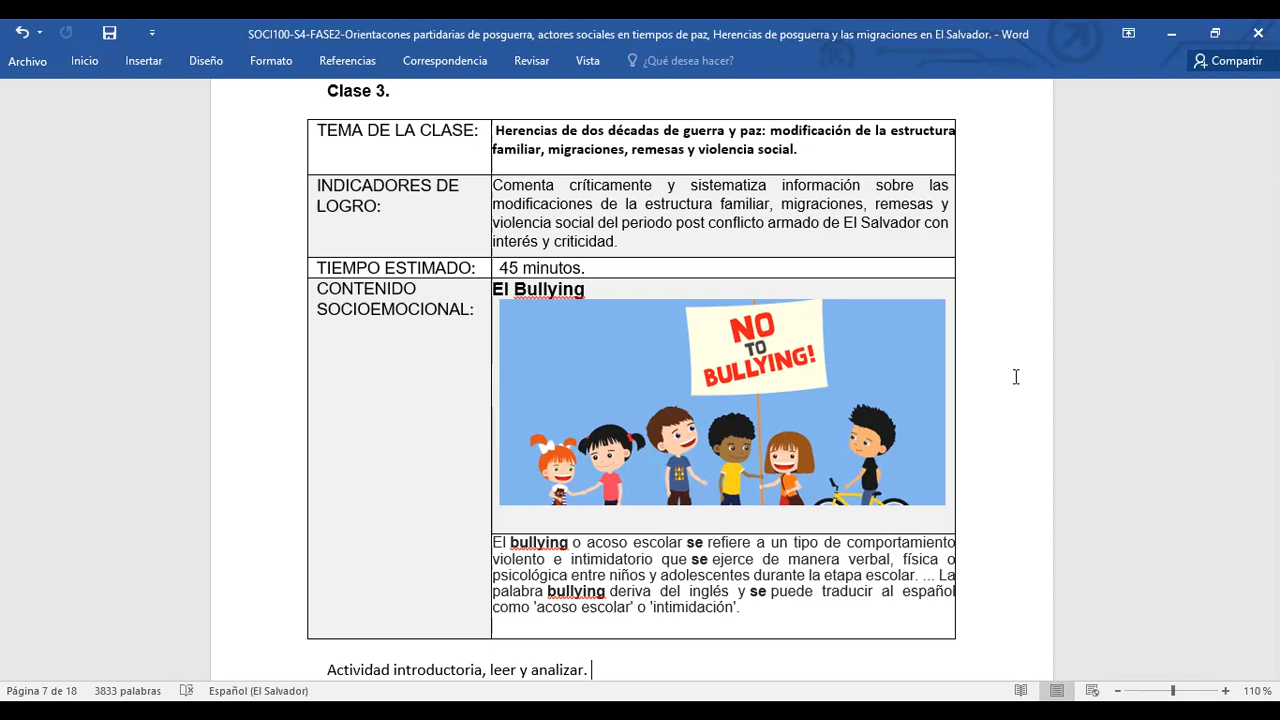 SOCI100-S4-FASE2-Orientacones partidarias de posguerra, actores sociales en tiempos de paz, Herencias de posguerra y las migraciones en El Salvador. - Word
Archivo Inicio Insertar Diseño Formato Referencias Correspondencia Revisar Vista ¿Qué desea hacer? Compartir
Clase 3.
TEMA DE LA CLASE:
Herencias de dos décadas de guerra y paz: modificación de la estructura
familiar, migraciones, remesas y violencia social.
INDICADORES DE
LOGRO:
Comenta críticamente y sistematiza información sobre las
modificaciones de la estructura familiar, migraciones, remesas y
violencia social del periodo post conflicto armado de El Salvador con
interés y criticidad.
TIEMPO ESTIMADO:
45 minutos.
CONTENIDO
SOCIOEMOCIONAL:
El Bullying
NO
TO
BULLYING!
El bullying o acoso escolar se refiere a un tipo de comportamiento
violento e intimidatorio que se ejerce de manera verbal, física o
psicológica entre niños y adolescentes durante la etapa escolar. ... La
palabra bullying deriva del inglés y se puede traducir al español
como 'acoso escolar' o 'intimidación'.
Actividad introductoria, leer y analizar.
Página 7 de 18 3833 palabras Español (El Salvador) 110 %